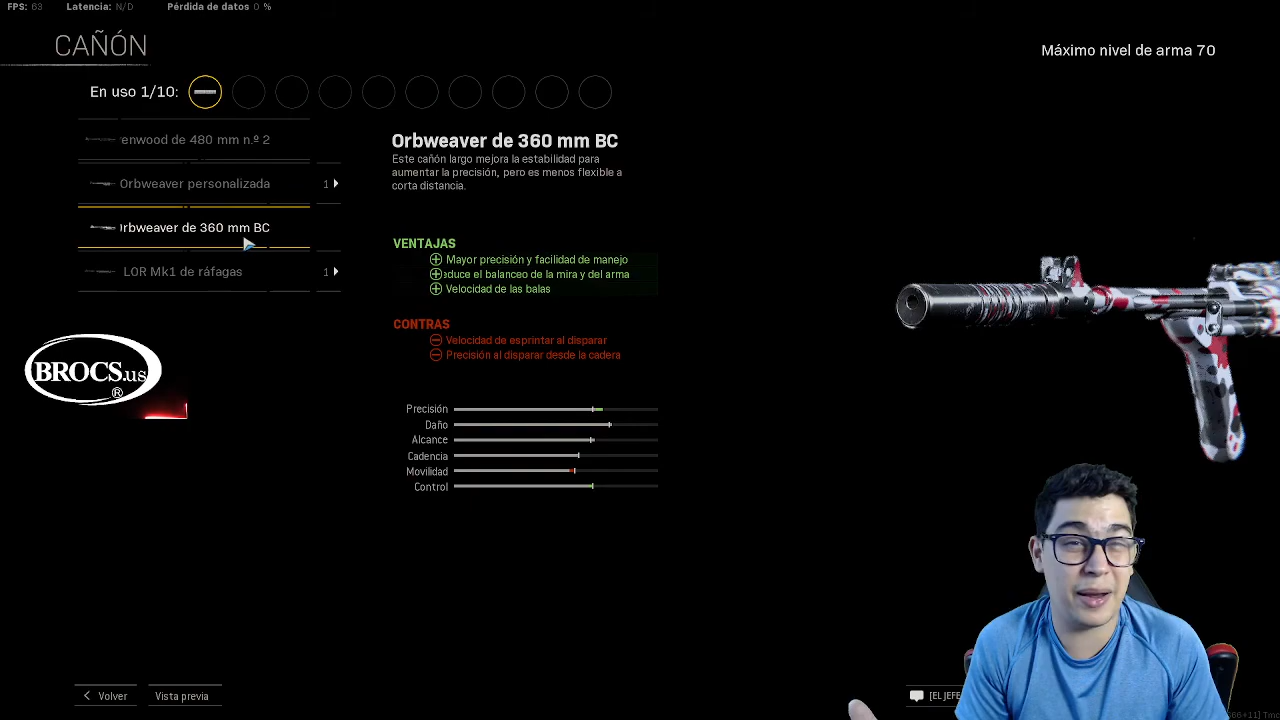 FPS: 63 Latencia: N/D Pérdida de datos 0 %
CAÑÓN
Máximo nivel de arma 70
En uso 1/10:
enwood de 480 mm n.º 2
Orbweaver personalizada 1
rbweaver de 360 mm BC
LOR Mk1 de ráfagas 1
Orbweaver de 360 mm BC
Este cañón largo mejora la estabilidad para
aumentar la precisión, pero es menos flexible a
corta distancia.
VENTAJAS
Mayor precisión y facilidad de manejo
educe el balanceo de la mira y del arma
Velocidad de las balas
CONTRAS
Velocidad de esprintar al disparar
Precisión al disparar desde la cadera
BROCS.us
®
Precisión
Daño
Alcance
Cadencia
Movilidad
Control
Volver
Vista previa
[EL JEFE